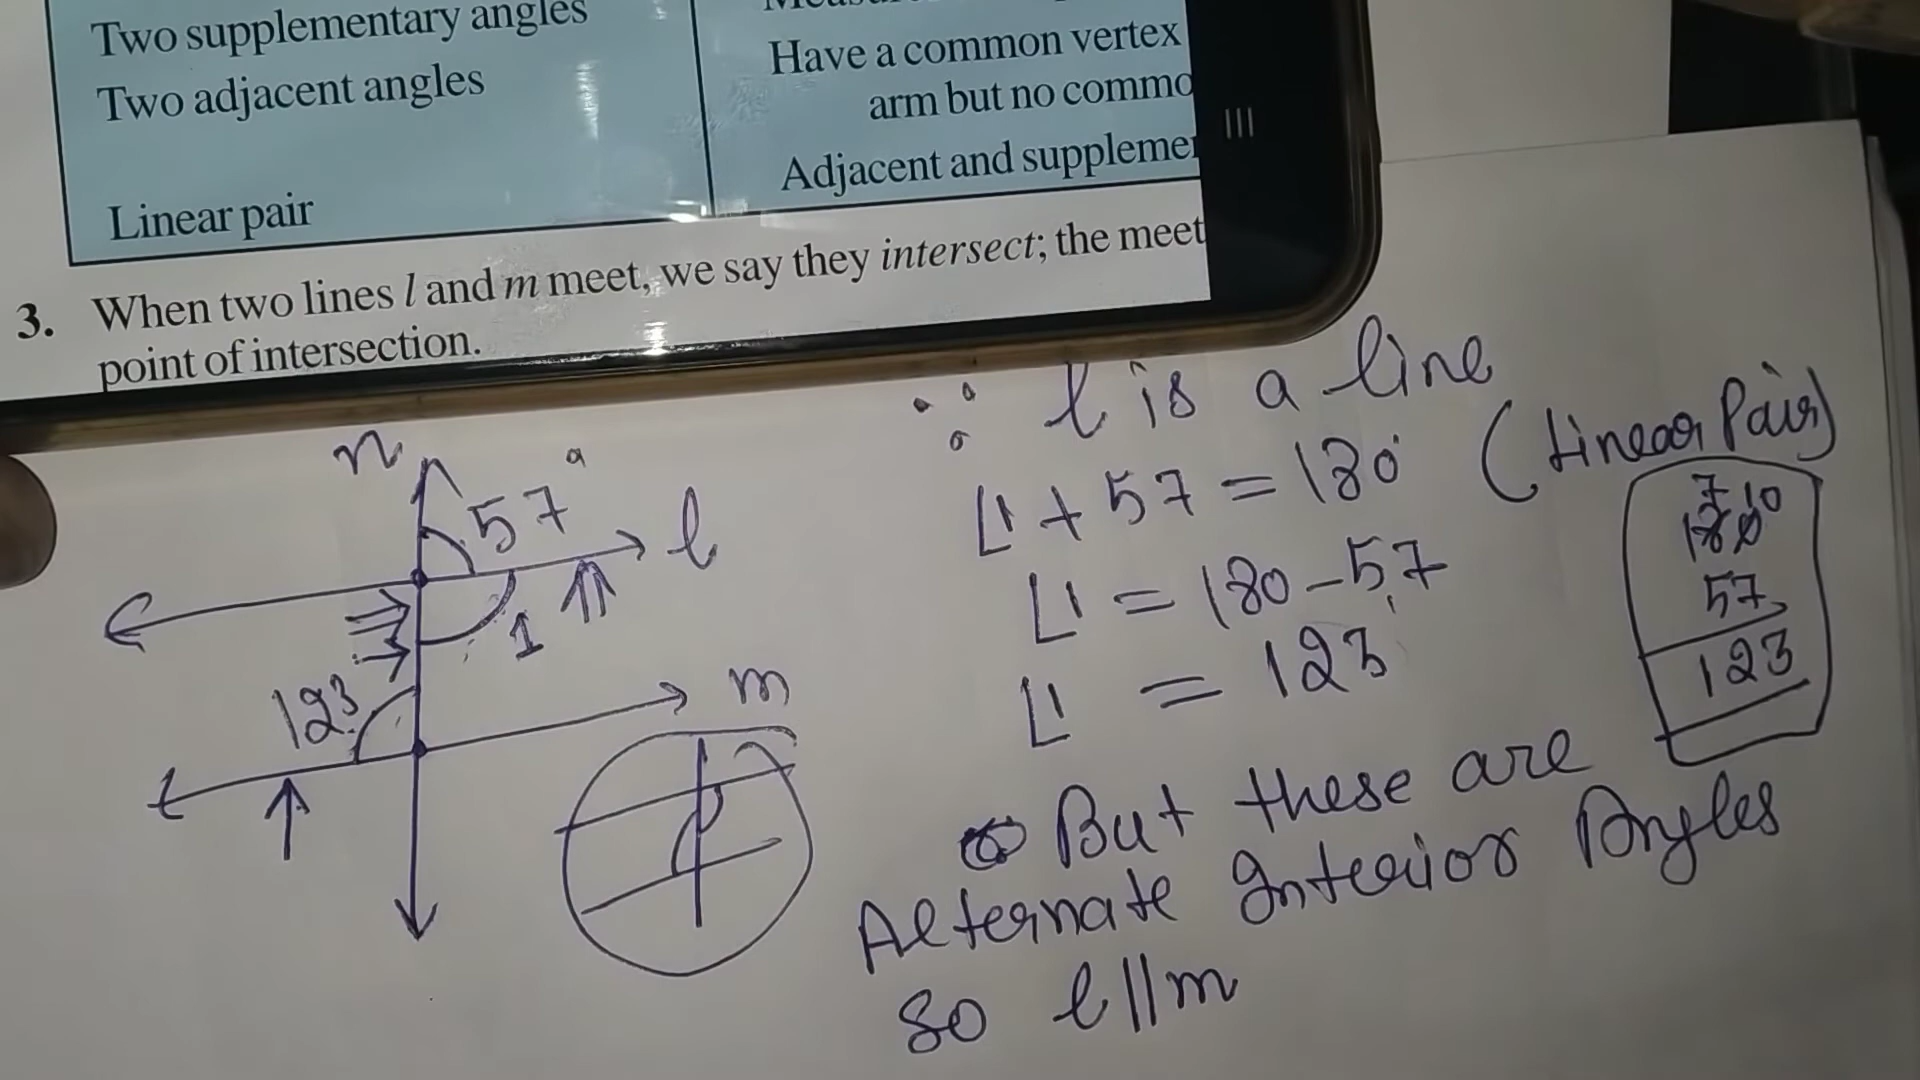 Two supplementary angles
Two adjacent angles
Have a common vertex
arm but no commo
Linear pair
Adjacent and suppleme
3. When two lines l and m meet, we say they intersect; the meet
point of intersection.
n
57°
l
1
123
m
∵ l is a line
∠1 + 57 = 180° (Linear Pair)
∠1 = 180 - 57
∠1 = 123
7 10
180
57
123
But these are
Alternate Interior Angles
so l || m